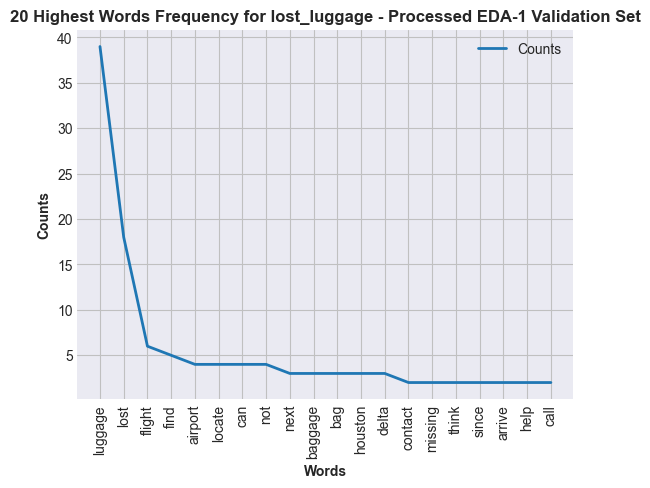 20 Highest Words Frequency for lost_luggage - Processed EDA-1 Validation Set
Counts
40
35
30
25
20
15
10
5
Counts
luggage
lost
flight
find
airport
locate
can
not
next
baggage
bag
houston
delta
contact
missing
think
since
arrive
help
call
Words